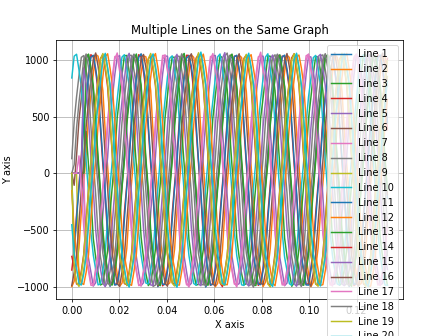 Multiple Lines on the Same Graph
Y axis
1000
500
0
−500
−1000
0.00
0.02
0.04
0.06
0.08
0.10
X axis
Line 1
Line 2
Line 3
Line 4
Line 5
Line 6
Line 7
Line 8
Line 9
Line 10
Line 11
Line 12
Line 13
Line 14
Line 15
Line 16
Line 17
Line 18
Line 19
Line 20